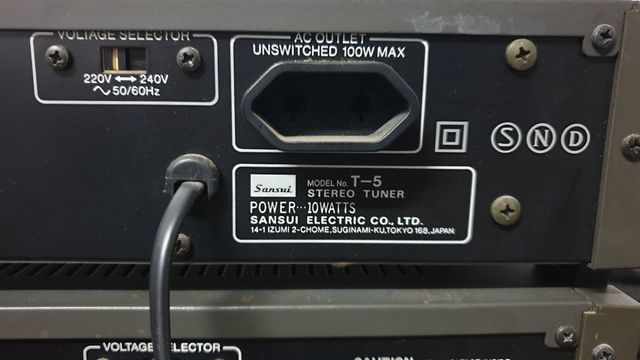 VOLTAGE SELECTOR
220V ↔ 240V
∿ 50/60Hz
AC OUTLET
UNSWITCHED 100W MAX
S N D
Sansui
MODEL No. T-5
STEREO TUNER
POWER···10WATTS
SANSUI ELECTRIC CO., LTD.
14-1 IZUMI 2-CHOME, SUGINAMI-KU, TOKYO 168, JAPAN
VOLTAGE SELECTOR
CAUTION